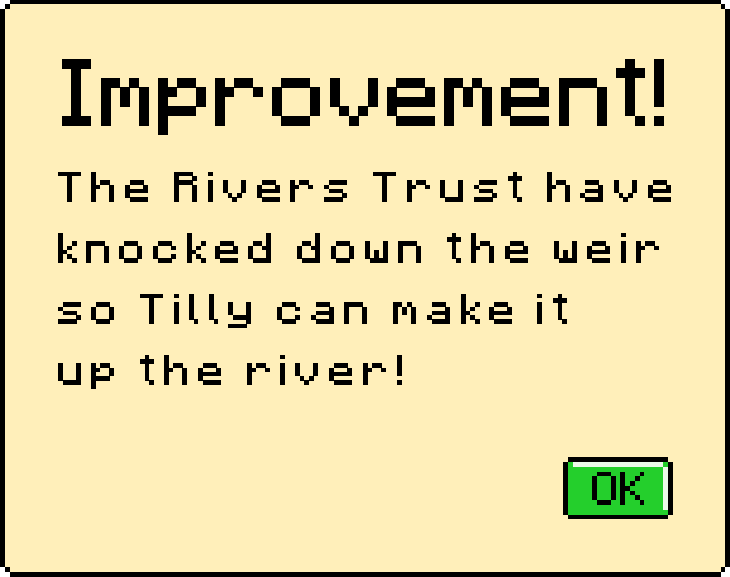 Improvement!
The Rivers Trust have
knocked down the weir
so Tilly can make it
up the river!
OK